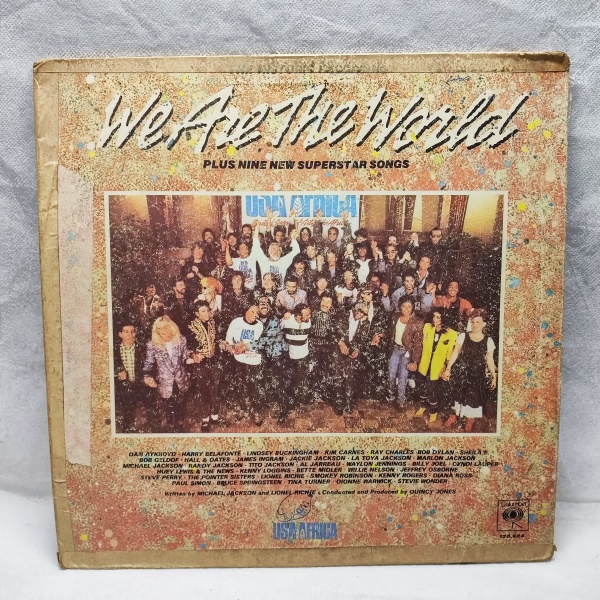 We Are The World
PLUS NINE NEW SUPERSTAR SONGS
USA AFRICA
USA
DAN AYKROYD • HARRY BELAFONTE • LINDSEY BUCKINGHAM • KIM CARNES • RAY CHARLES • BOB DYLAN • SHEILA E.
BOB GELDOF • HALL & OATES • JAMES INGRAM • JACKIE JACKSON • LA TOYA JACKSON • MARLON JACKSON
MICHAEL JACKSON • RANDY JACKSON • TITO JACKSON • AL JARREAU • WAYLON JENNINGS • BILLY JOEL • CYNDI LAUPER
HUEY LEWIS & THE NEWS • KENNY LOGGINS • BETTE MIDLER • WILLIE NELSON • JEFFREY OSBORNE
STEVE PERRY • THE POINTER SISTERS • LIONEL RICHIE • SMOKEY ROBINSON • KENNY ROGERS • DIANA ROSS
PAUL SIMON • BRUCE SPRINGSTEEN • TINA TURNER • DIONNE WARWICK • STEVIE WONDER
Written by MICHAEL JACKSON and LIONEL RICHIE • Conducted and Produced by QUINCY JONES
USA AFRICA
COLUMBIA